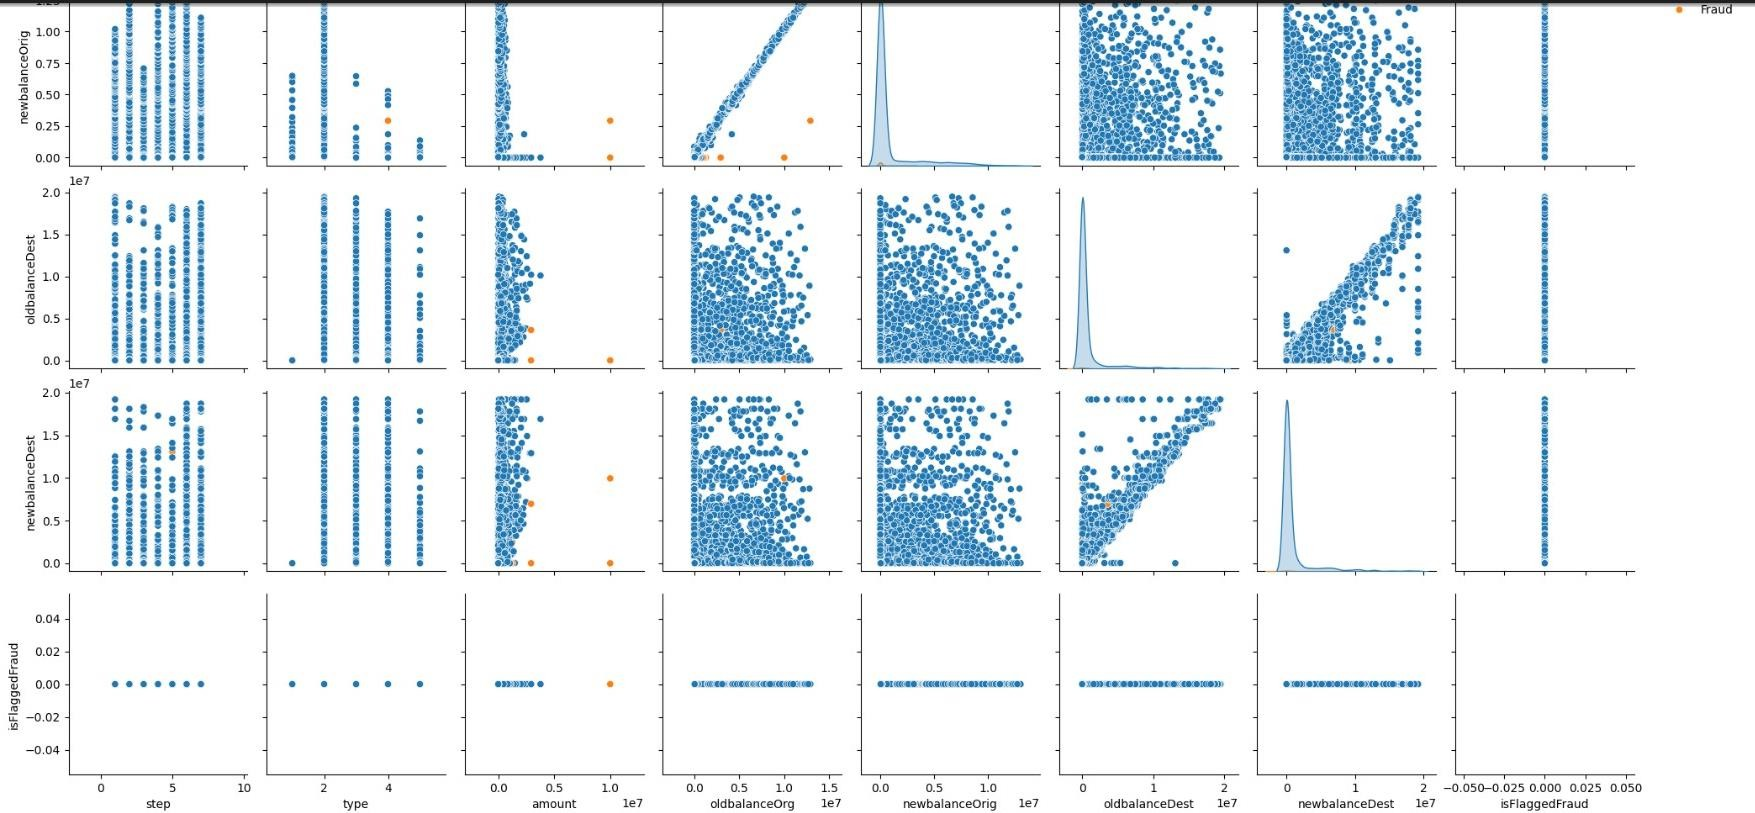 1.25
Fraud
newbalanceOrig
1.00
0.75
0.50
0.25
0.00
1e7
oldbalanceDest
2.0
1.5
1.0
0.5
0.0
1e7
newbalanceDest
2.0
1.5
1.0
0.5
0.0
isFlaggedFraud
0.04
0.02
0.00
−0.02
−0.04
0 5 10
step
2 4
type
0.0 0.5 1.0
amount 1e7
0.0 0.5 1.0 1.5
oldbalanceOrg 1e7
0.0 0.5 1.0
newbalanceOrig 1e7
0 1 2
oldbalanceDest 1e7
0 1 2
newbalanceDest 1e7
−0.050 −0.025 0.000 0.025 0.050
isFlaggedFraud